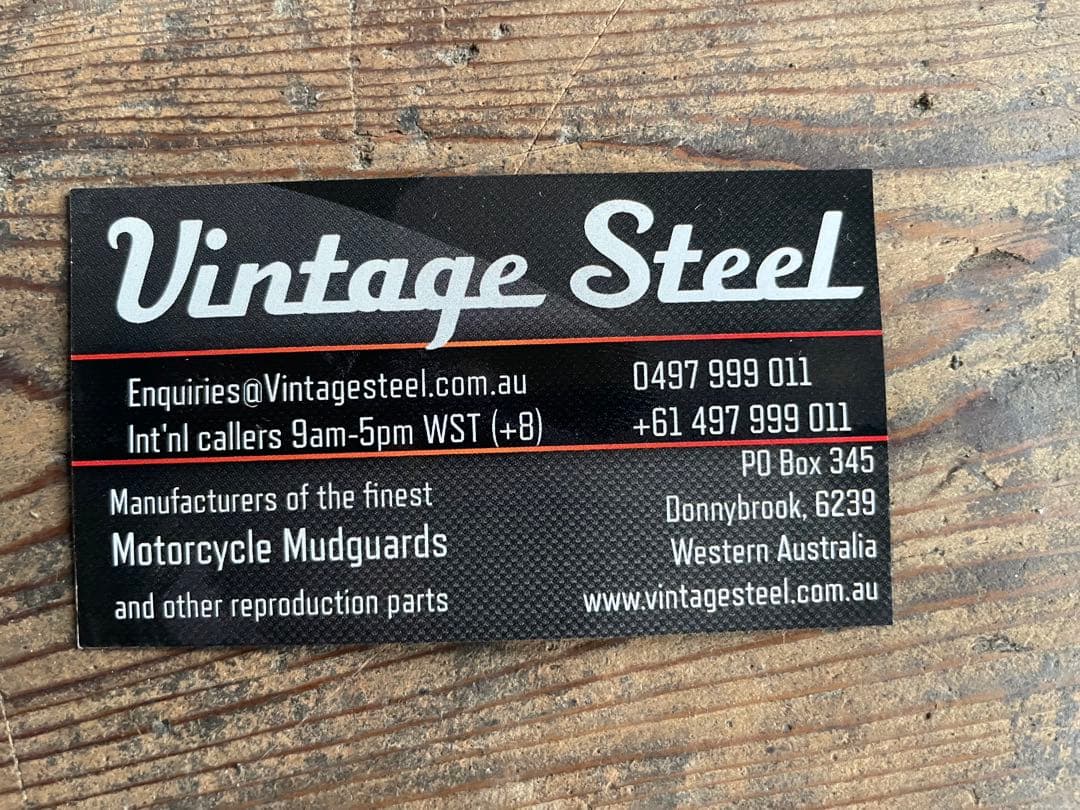 Vintage Steel
Enquiries@Vintagesteel.com.au 0497 999 011
Int'nl callers 9am-5pm WST (+8) +61 497 999 011
PO Box 345
Manufacturers of the finest Donnybrook, 6239
Motorcycle Mudguards Western Australia
and other reproduction parts www.vintagesteel.com.au